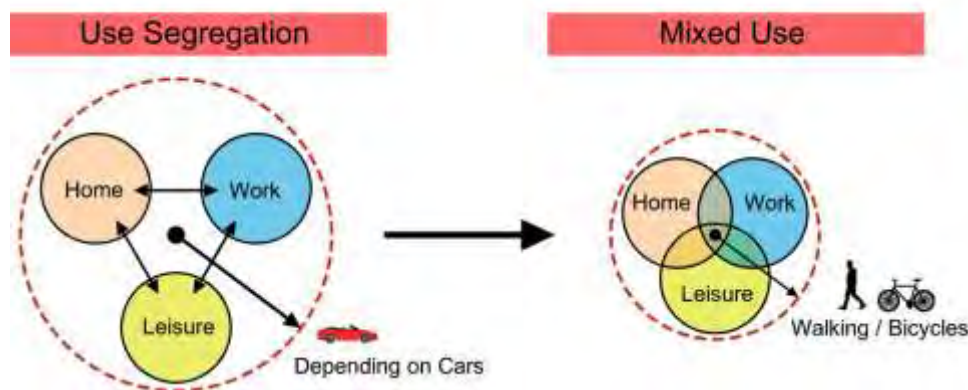 Use Segregation
Mixed Use
Home
Work
Leisure
Depending on Cars
Home
Work
Leisure
Walking / Bicycles